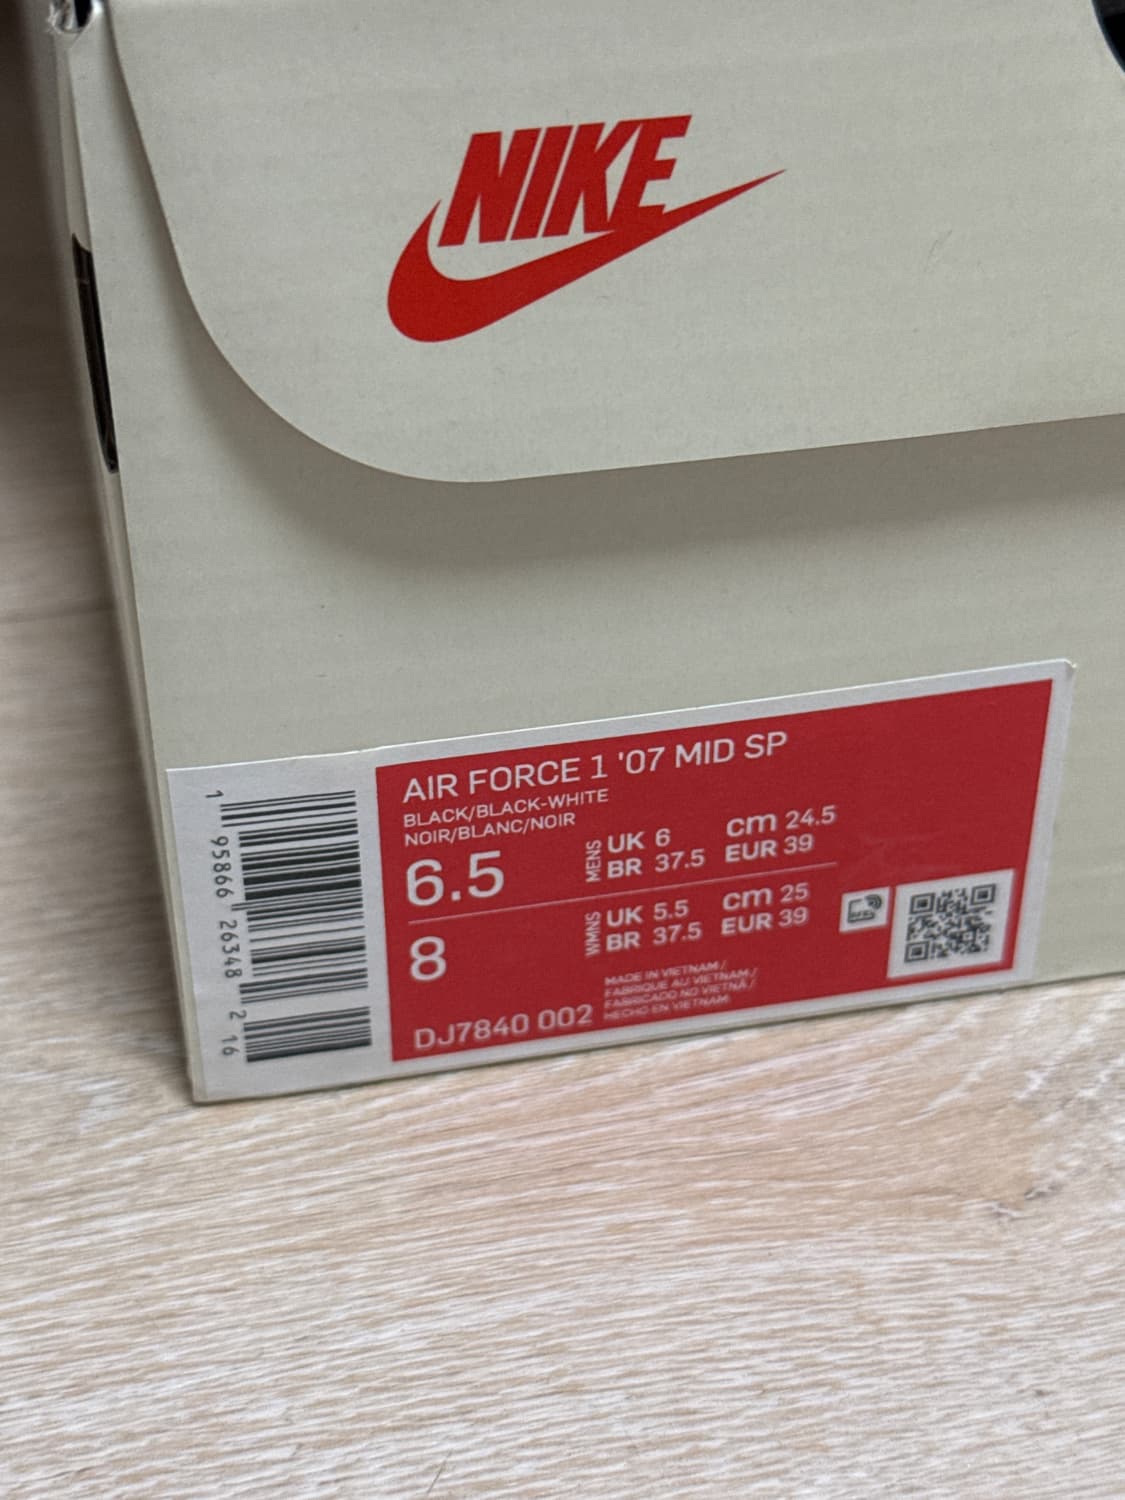 NIKE
AIR FORCE 1 '07 MID SP
BLACK/BLACK-WHITE
NOIR/BLANC/NOIR
6.5
MENS
UK 6
BR 37.5
cm 24.5
EUR 39
8
WMNS
UK 5.5
BR 37.5
cm 25
EUR 39
DJ7840 002
MADE IN VIETNAM /
FABRIQUE AU VIETNAM /
FABRICADO NO VIETNÃ /
HECHO EN VIETNAM
1 95866 26348 2 16